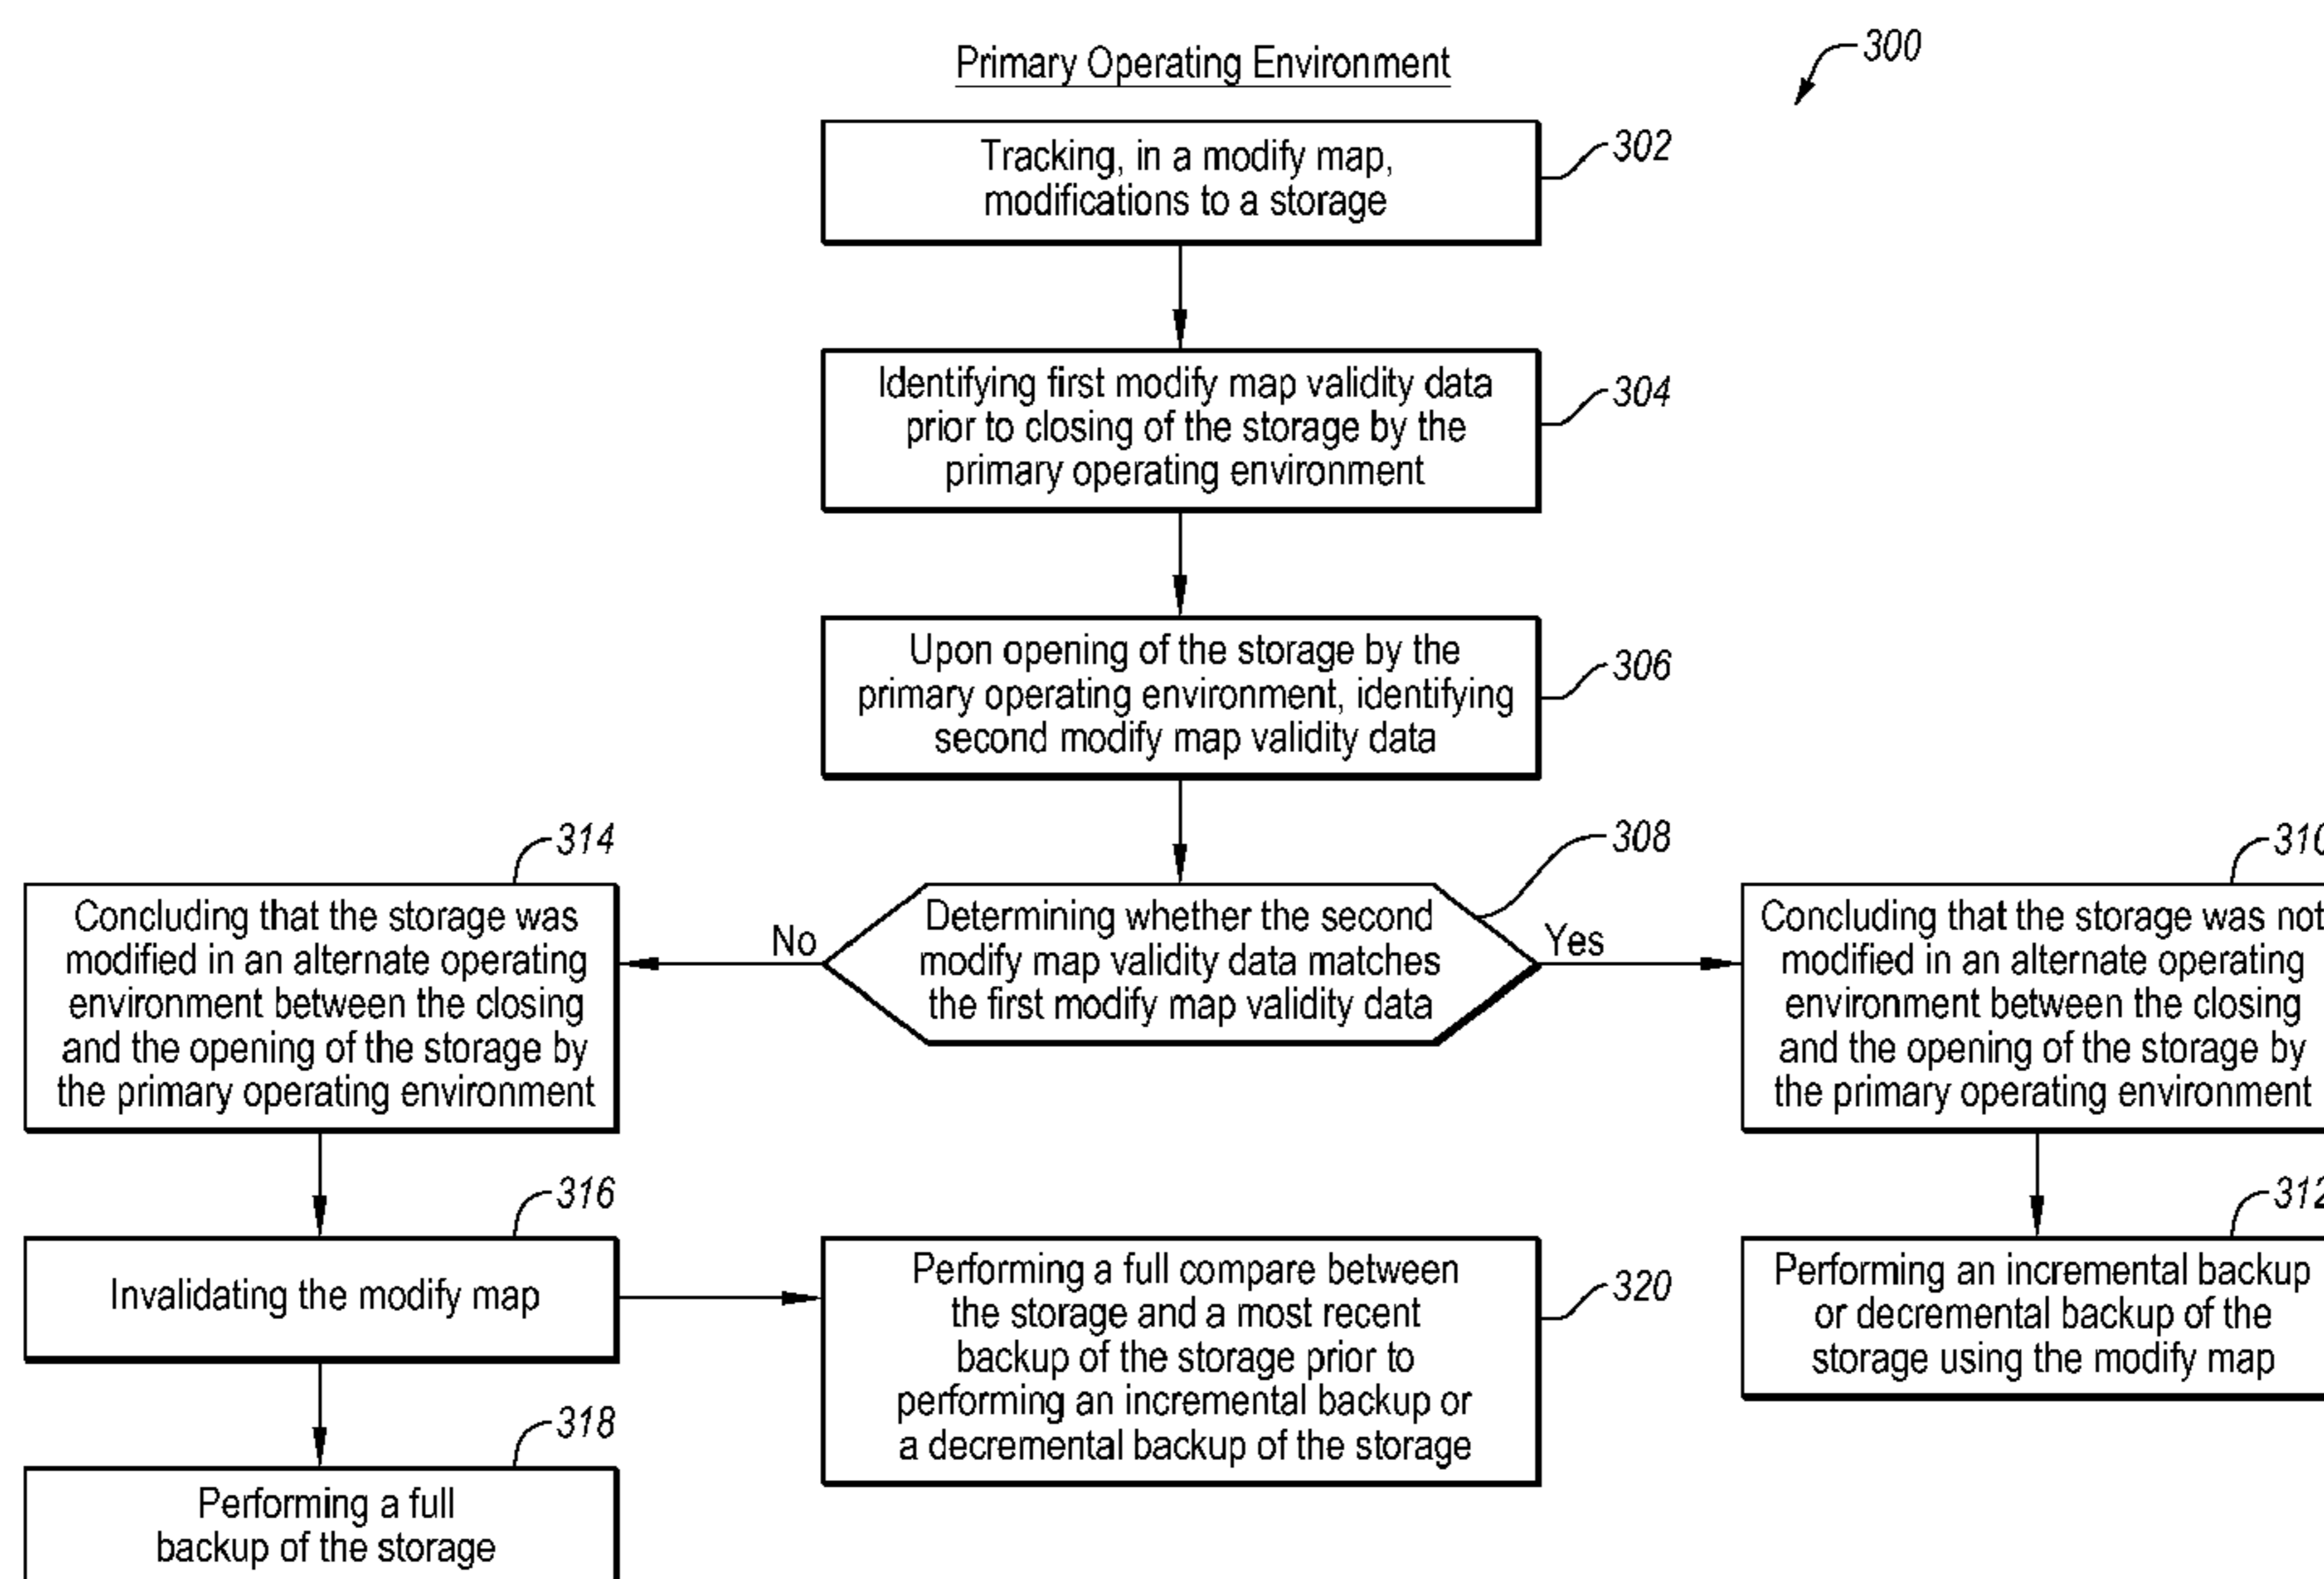 Primary Operating Environment
300
Tracking, in a modify map,
modifications to a storage
302
Identifying first modify map validity data
prior to closing of the storage by the
primary operating environment
304
Upon opening of the storage by the
primary operating environment, identifying
second modify map validity data
306
Determining whether the second
modify map validity data matches
the first modify map validity data
308
No
Yes
314
Concluding that the storage was
modified in an alternate operating
environment between the closing
and the opening of the storage by
the primary operating environment
310
Concluding that the storage was not
modified in an alternate operating
environment between the closing
and the opening of the storage by
the primary operating environment
316
Invalidating the modify map
320
Performing a full compare between
the storage and a most recent
backup of the storage prior to
performing an incremental backup or
a decremental backup of the storage
312
Performing an incremental backup
or decremental backup of the
storage using the modify map
318
Performing a full
backup of the storage